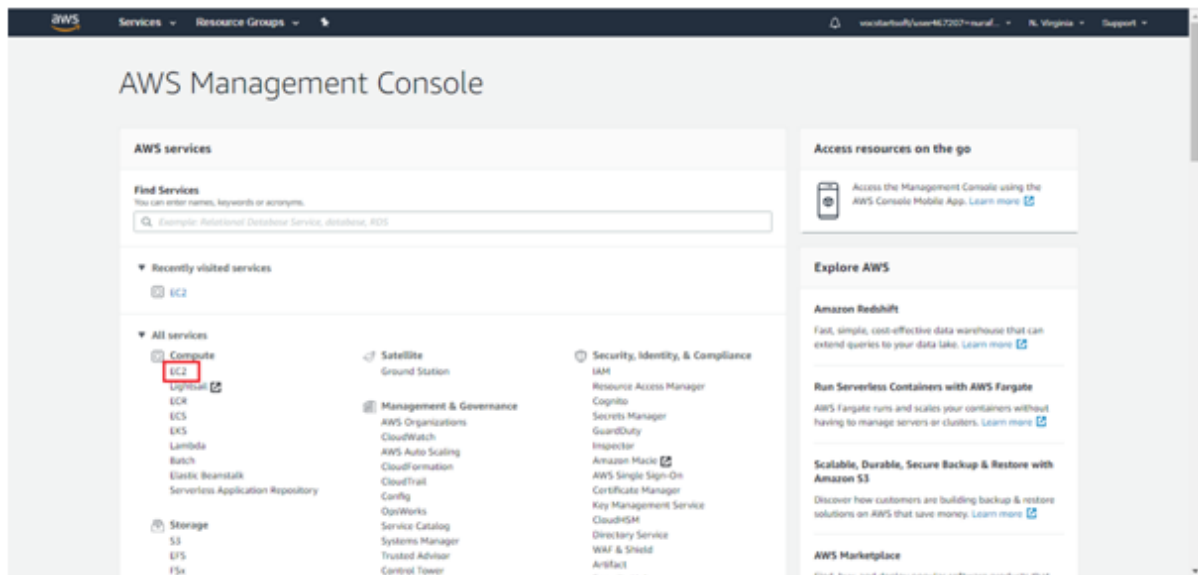 aws
Services
Resource Groups
N. Virginia
Support
AWS Management Console
AWS services
Find Services
You can enter names, keywords or acronyms.
Example: Relational Database Service, database, RDS
Recently visited services
EC2
All services
Compute
EC2
Lightsail
ECR
ECS
EKS
Lambda
Batch
Elastic Beanstalk
Serverless Application Repository
Storage
S3
EFS
FSx
Satellite
Ground Station
Management & Governance
AWS Organizations
CloudWatch
AWS Auto Scaling
CloudFormation
CloudTrail
Config
OpsWorks
Service Catalog
Systems Manager
Trusted Advisor
Control Tower
Security, Identity, & Compliance
IAM
Resource Access Manager
Cognito
Secrets Manager
GuardDuty
Inspector
Amazon Macie
AWS Single Sign-On
Certificate Manager
Key Management Service
CloudHSM
Directory Service
WAF & Shield
Artifact
Access resources on the go
Access the Management Console using the
AWS Console Mobile App. Learn more
Explore AWS
Amazon Redshift
Fast, simple, cost-effective data warehouse that can
extend queries to your data lake. Learn more
Run Serverless Containers with AWS Fargate
AWS Fargate runs and scales your containers without
having to manage servers or clusters. Learn more
Scalable, Durable, Secure Backup & Restore with
Amazon S3
Discover how customers are building backup & restore
solutions on AWS that save money. Learn more
AWS Marketplace